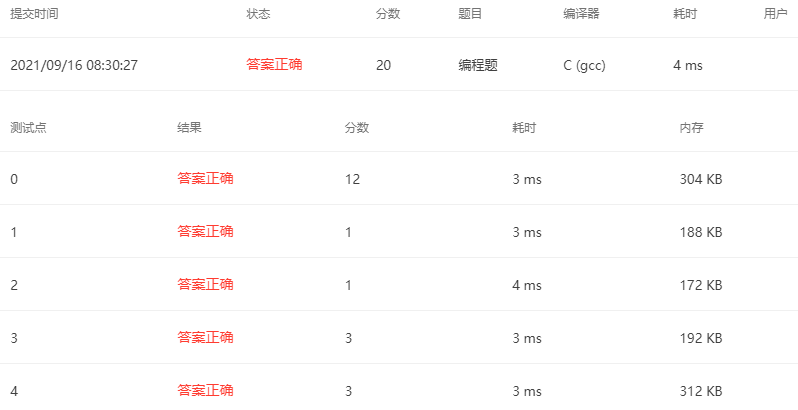 提交时间 状态 分数 题目 编译器 耗时 用户
2021/09/16 08:30:27 答案正确 20 编程题 C (gcc) 4 ms
测试点 结果 分数 耗时 内存
0 答案正确 12 3 ms 304 KB
1 答案正确 1 3 ms 188 KB
2 答案正确 1 4 ms 172 KB
3 答案正确 3 3 ms 192 KB
4 答案正确 3 3 ms 312 KB